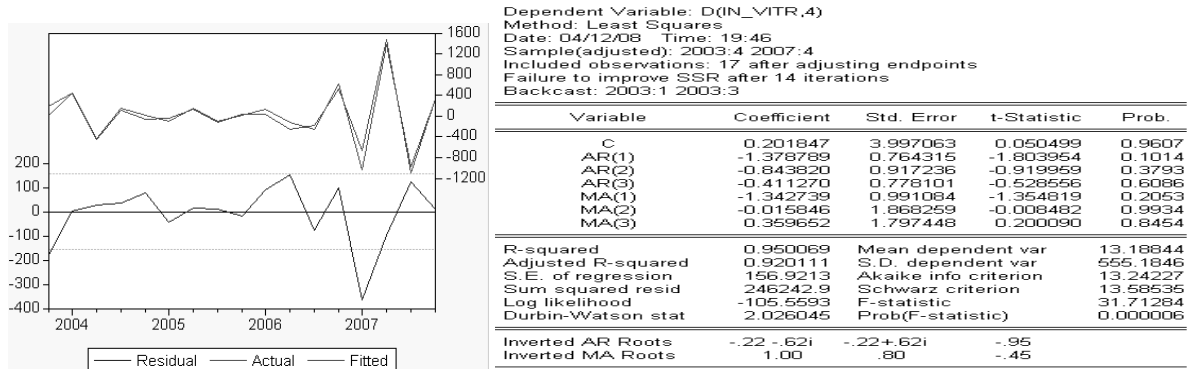 1600
1200
800
400
0
-400
-800
-1200
200
100
0
-100
-200
-300
-400
2004 2005 2006 2007
Residual Actual Fitted
Dependent Variable: D(IN_VITR,4)
Method: Least Squares
Date: 04/12/08 Time: 19:46
Sample(adjusted): 2003:4 2007:4
Included observations: 17 after adjusting endpoints
Failure to improve SSR after 14 iterations
Backcast: 2003:1 2003:3
Variable Coefficient Std. Error t-Statistic Prob.
C 0.201847 3.997063 0.050499 0.9607
AR(1) -1.378789 0.764315 -1.803954 0.1014
AR(2) -0.843820 0.917236 -0.919959 0.3793
AR(3) -0.411270 0.778101 -0.528556 0.6086
MA(1) -1.342739 0.991084 -1.354819 0.2053
MA(2) -0.015846 1.868259 -0.008482 0.9934
MA(3) 0.359652 1.797448 0.200090 0.8454
R-squared 0.950069 Mean dependent var 13.18844
Adjusted R-squared 0.920111 S.D. dependent var 555.1846
S.E. of regression 156.9213 Akaike info criterion 13.24227
Sum squared resid 246242.9 Schwarz criterion 13.58535
Log likelihood -105.5593 F-statistic 31.71284
Durbin-Watson stat 2.026045 Prob(F-statistic) 0.000006
Inverted AR Roots -.22 -.62i -.22+.62i -.95
Inverted MA Roots 1.00 .80 -.45